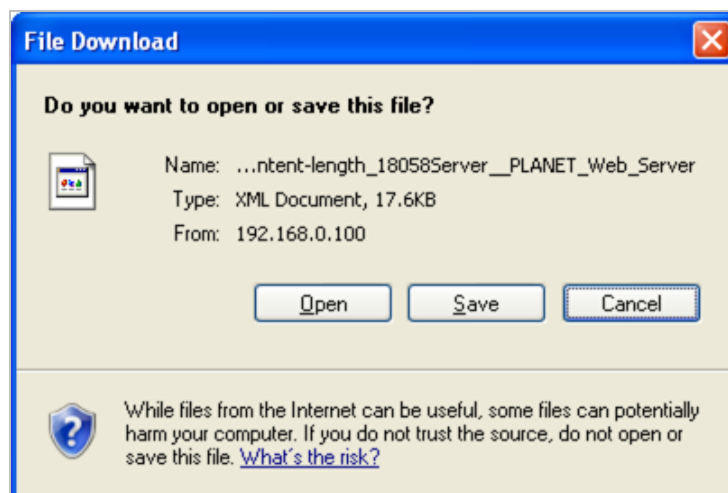 File Download
Do you want to open or save this file?
Name: ...ntent-length_18058Server__PLANET_Web_Server
Type: XML Document, 17.6KB
From: 192.168.0.100
Open Save Cancel
While files from the Internet can be useful, some files can potentially
harm your computer. If you do not trust the source, do not open or
save this file. What's the risk?